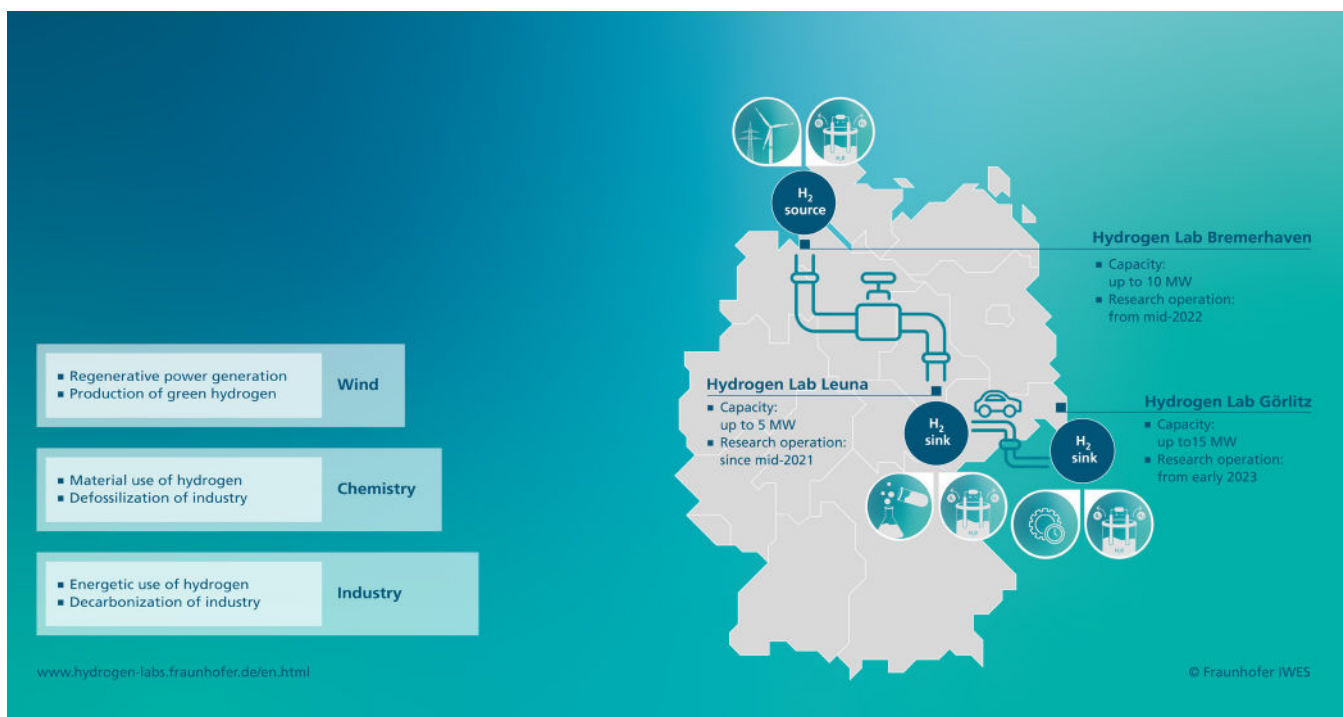 H₂
source
Hydrogen Lab Bremerhaven
▪ Capacity:
up to 10 MW
▪ Research operation:
from mid-2022
▪ Regenerative power generation
▪ Production of green hydrogen
Wind
Hydrogen Lab Leuna
▪ Capacity:
up to 5 MW
▪ Research operation:
since mid-2021
H₂
sink
Hydrogen Lab Görlitz
▪ Capacity:
up to15 MW
▪ Research operation:
from early 2023
H₂
sink
▪ Material use of hydrogen
▪ Defossilization of industry
Chemistry
▪ Energetic use of hydrogen
▪ Decarbonization of industry
Industry
www.hydrogen-labs.fraunhofer.de/en.html
© Fraunhofer IWES